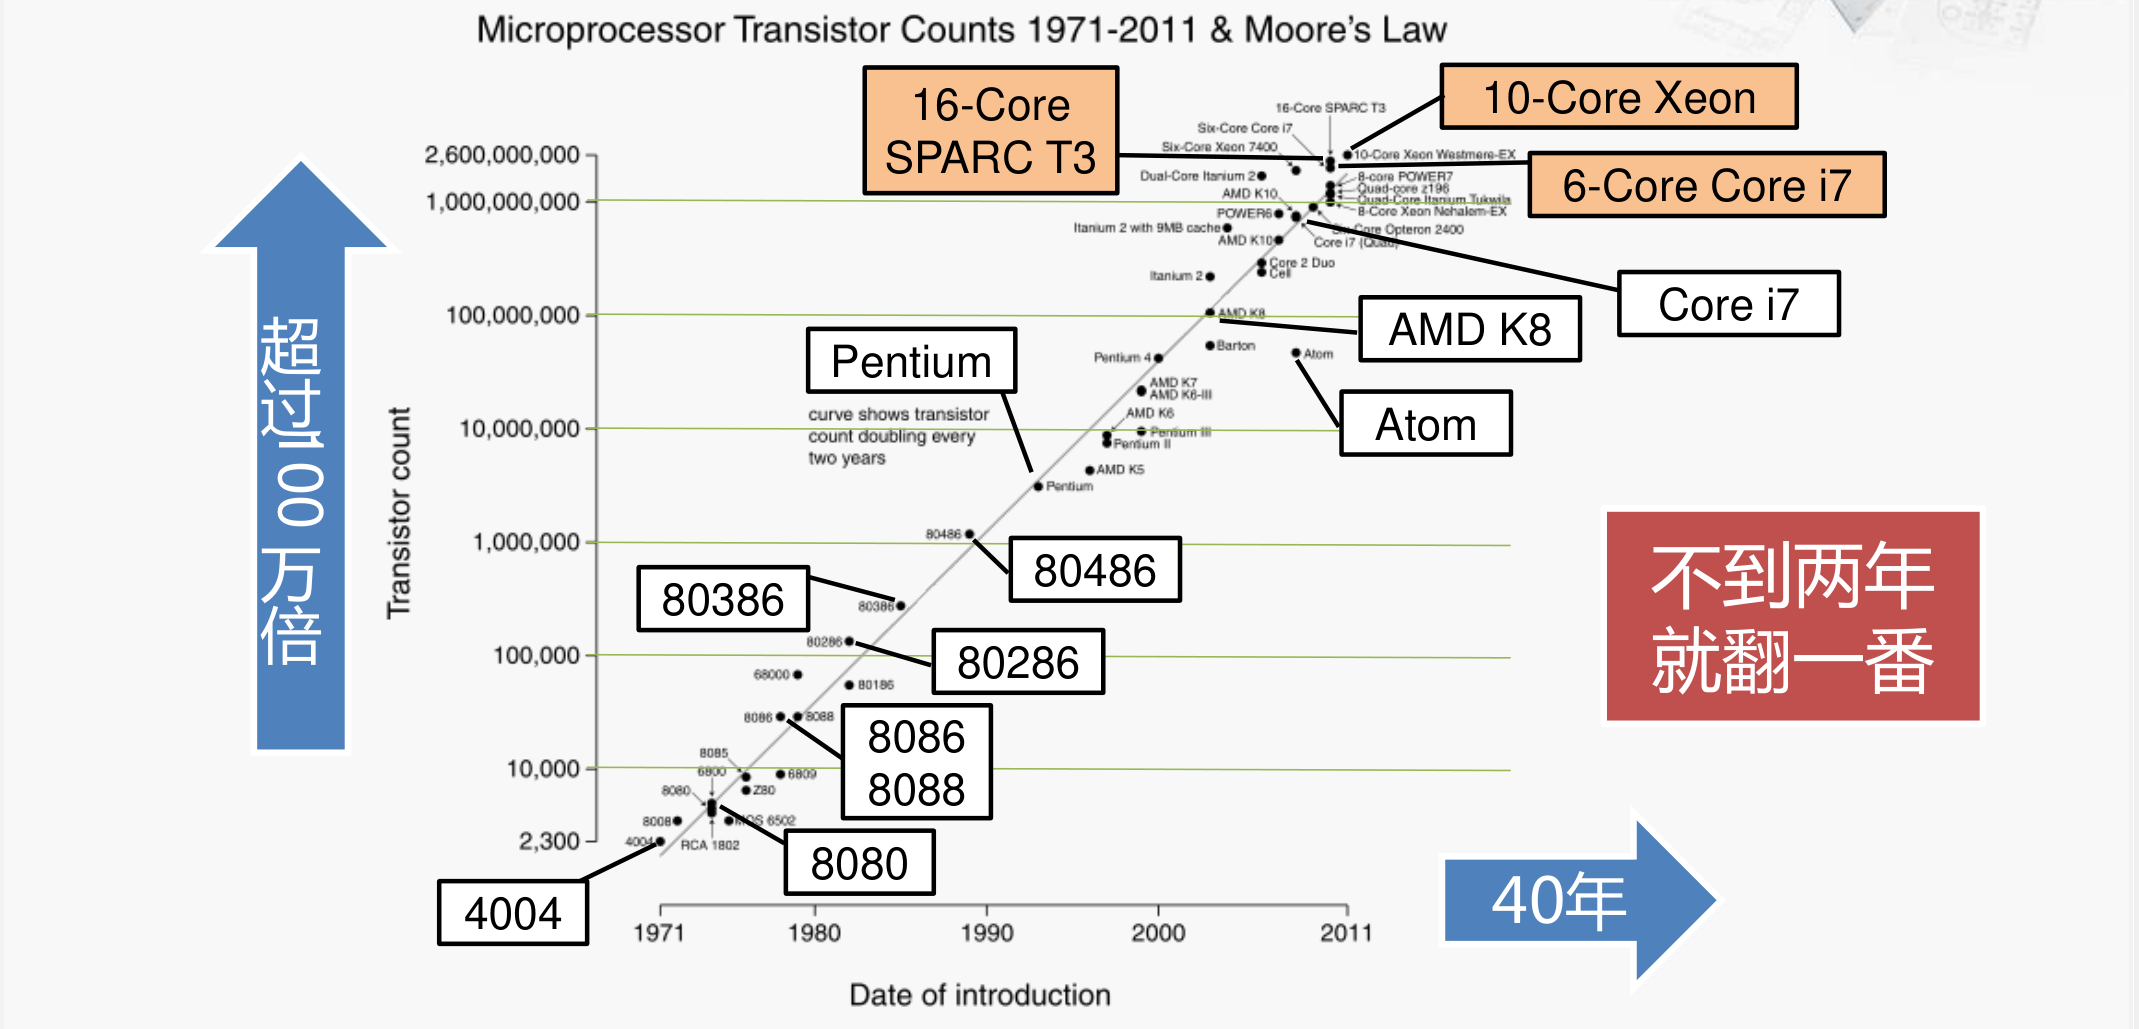 Microprocessor Transistor Counts 1971-2011 & Moore's Law
16-Core
SPARC T3
10-Core Xeon
6-Core Core i7
Core i7
AMD K8
Atom
Pentium
80486
80386
80286
8086
8088
8080
4004
超过100万倍
不到两年
就翻一番
40年
Transistor count
2,600,000,000
1,000,000,000
100,000,000
10,000,000
1,000,000
100,000
10,000
2,300
curve shows transistor
count doubling every
two years
16-Core SPARC T3
Six-Core Core i7
Six-Core Xeon 7400
10-Core Xeon Westmere-EX
Dual-Core Itanium 2
8-core POWER7
Quad-core z196
AMD K10
Quad-Core Itanium Tukwila
POWER6
8-Core Xeon Nehalem-EX
Itanium 2 with 9MB cache
Six-Core Opteron 2400
AMD K10
Core i7 (Quad)
Core 2 Duo
Itanium 2
Cell
AMD K8
Barton
Pentium 4
Atom
AMD K7
AMD K6-III
AMD K6
Pentium III
Pentium II
AMD K5
Pentium
80486
80386
80286
68000
80186
8086
8088
8085
6800
6809
8080
Z80
8008
MOS 6502
4004
RCA 1802
1971
1980
1990
2000
2011
Date of introduction